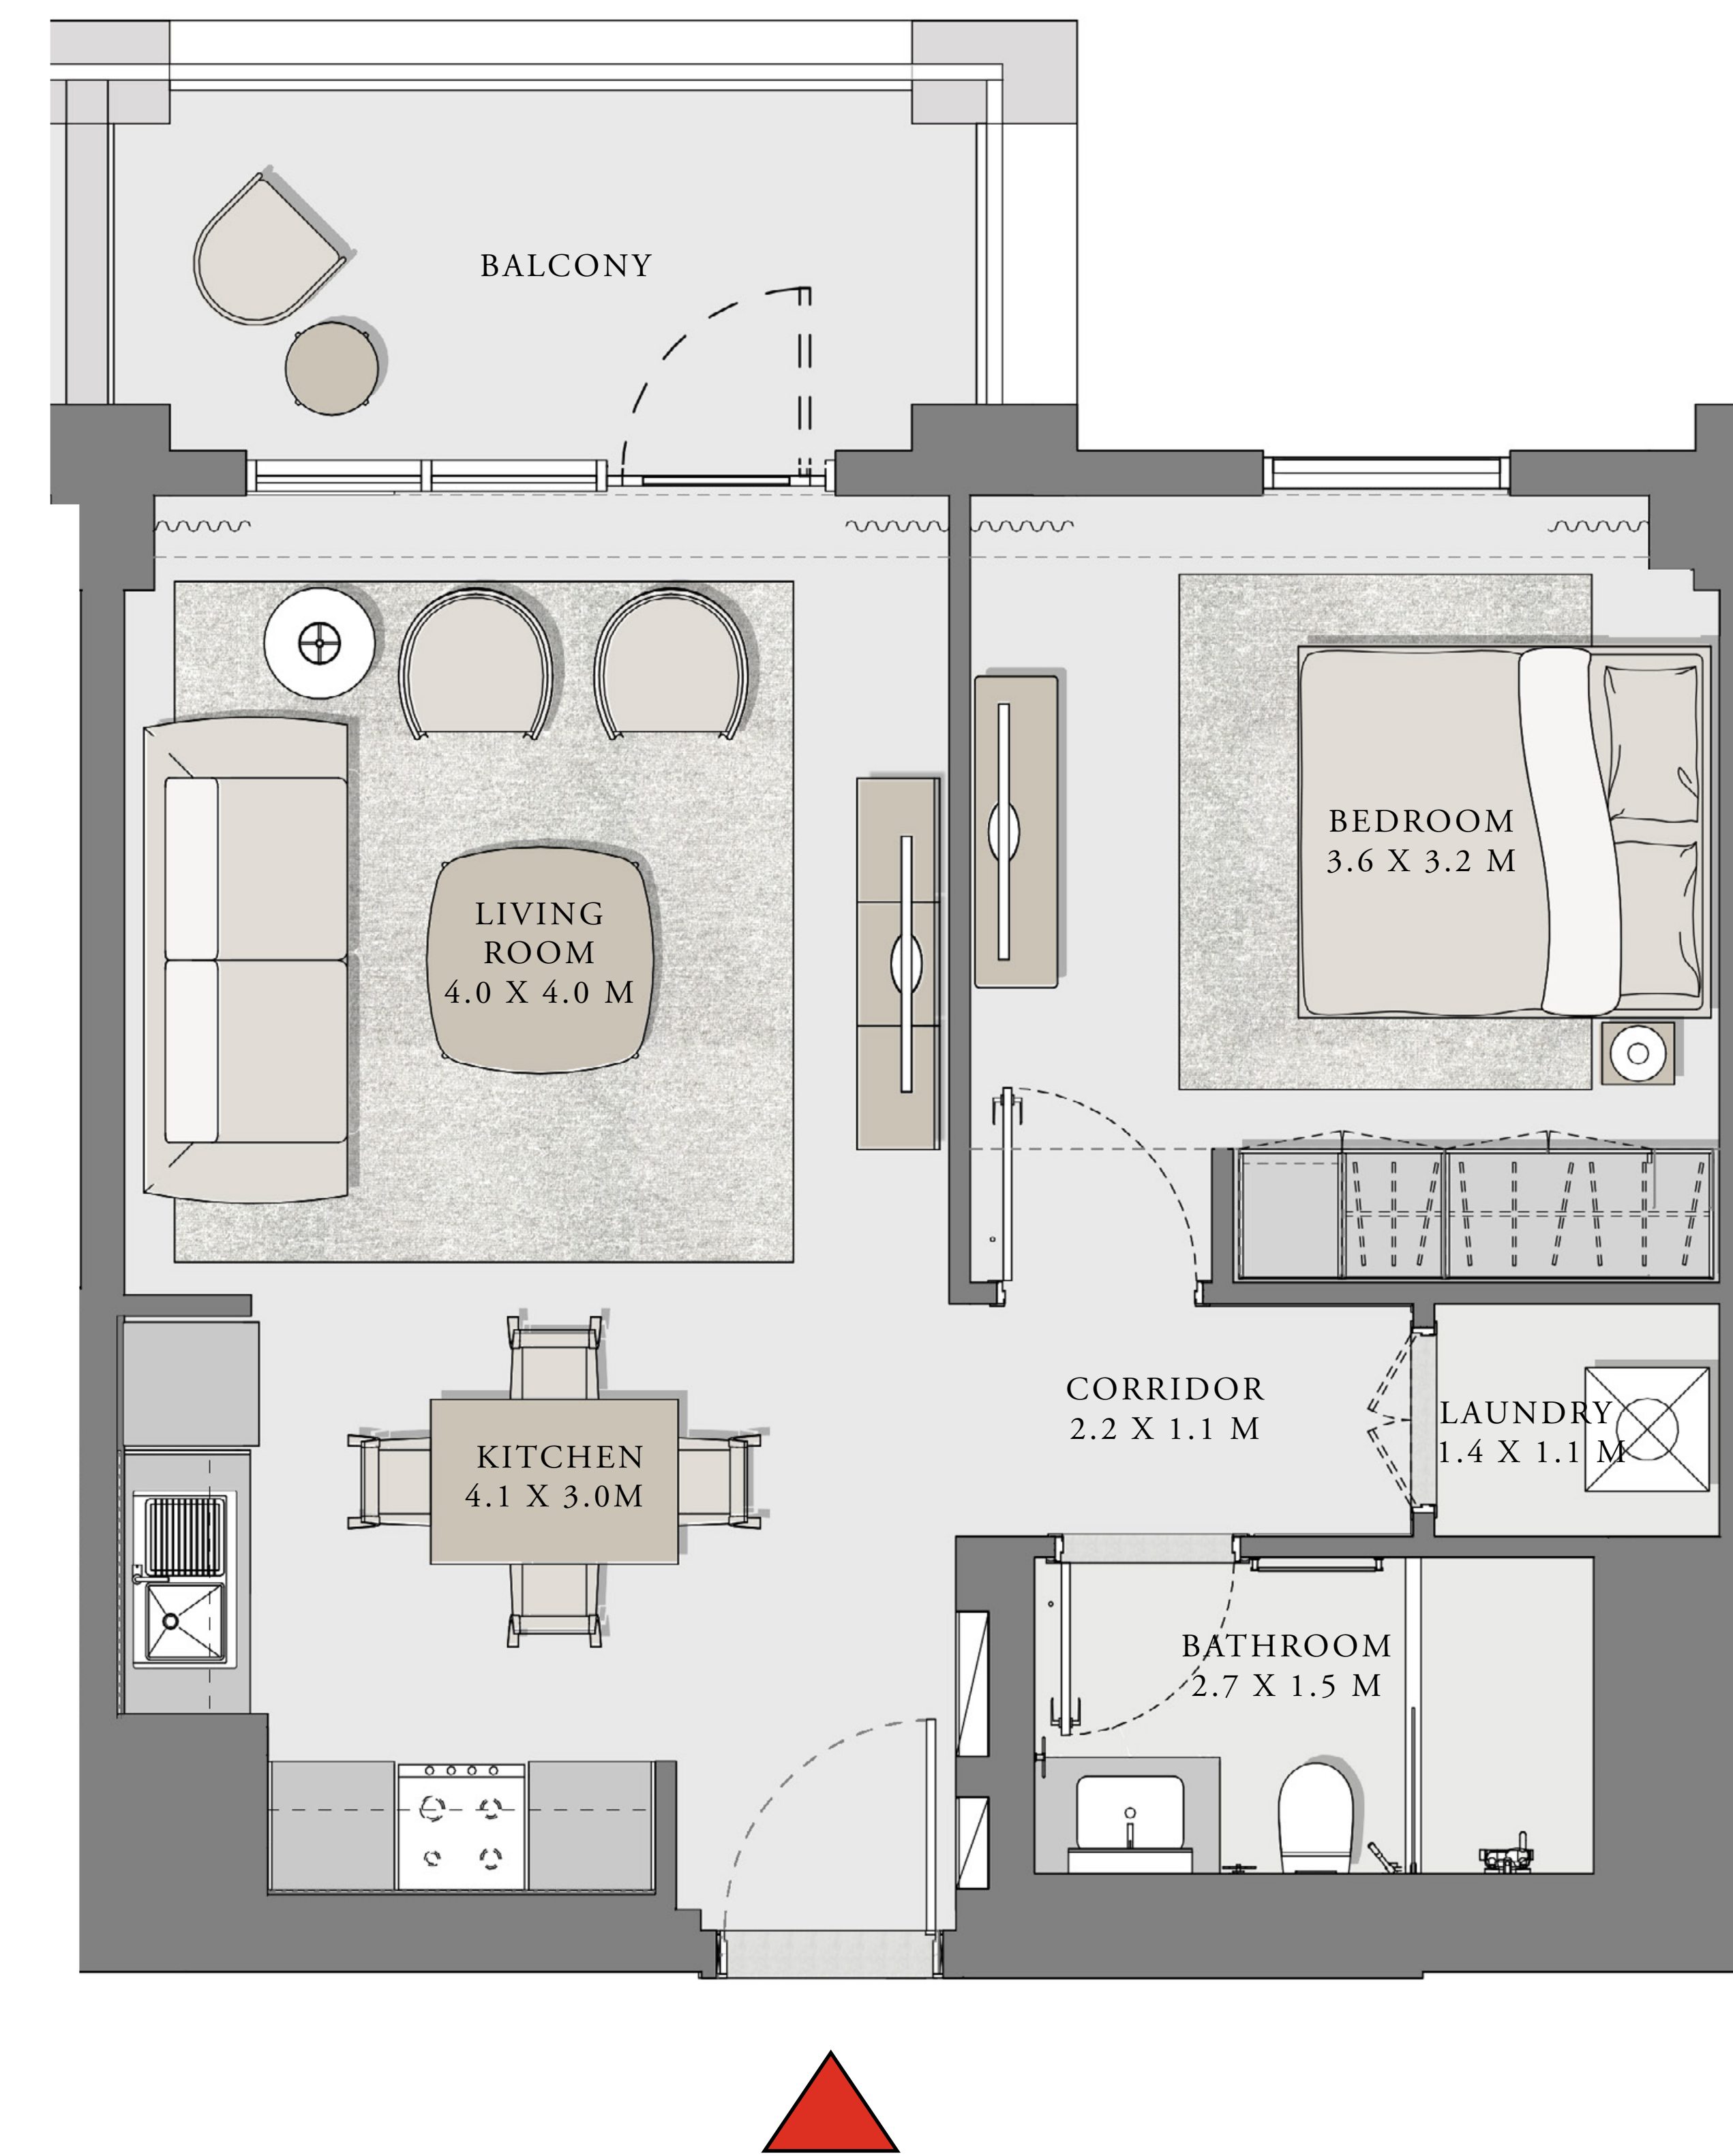 BALCONY
BEDROOM
3.6 X 3.2 M
LIVING
ROOM
4.0 X 4.0 M
CORRIDOR
2.2 X 1.1 M
LAUNDRY
1.4 X 1.1 M
KITCHEN
4.1 X 3.0M
BATHROOM
2.7 X 1.5 M